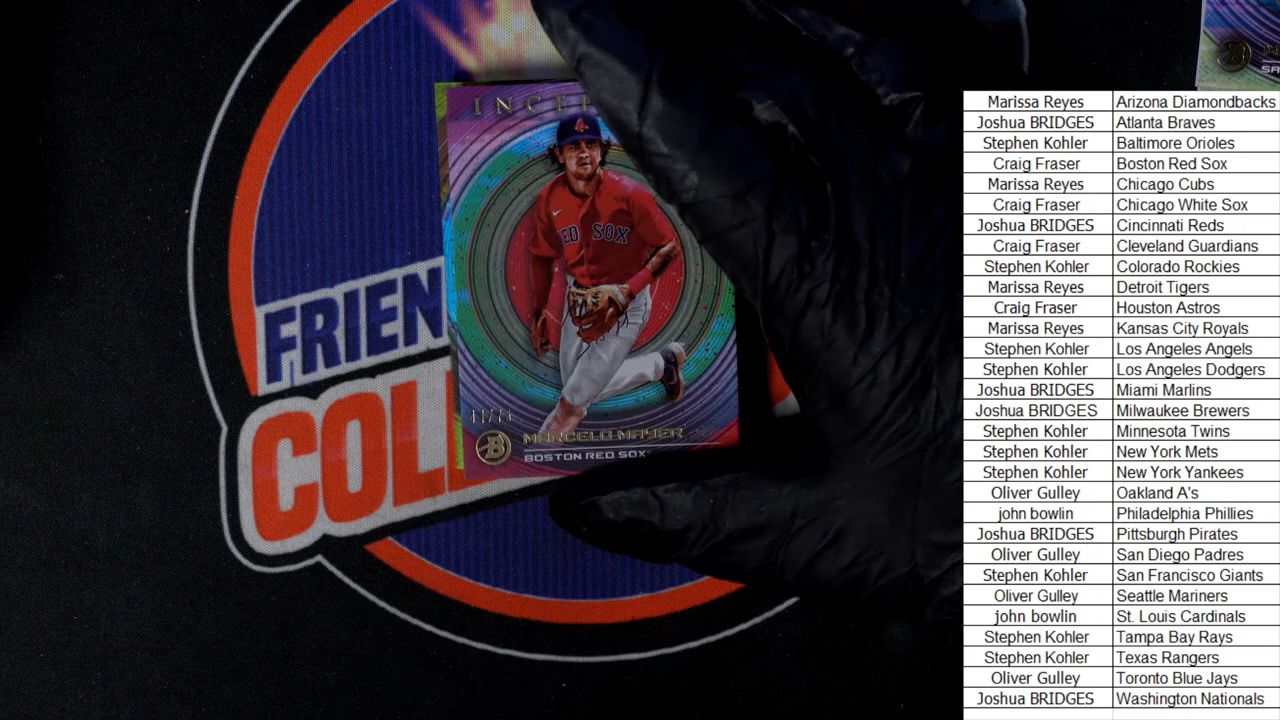 INCEP
FRIEN
COLL
4
RED SOX
B
MARCELO MAYER
BOSTON RED SOX
B
SA
Marissa Reyes Arizona Diamondbacks
Joshua BRIDGES Atlanta Braves
Stephen Kohler Baltimore Orioles
Craig Fraser Boston Red Sox
Marissa Reyes Chicago Cubs
Craig Fraser Chicago White Sox
Joshua BRIDGES Cincinnati Reds
Craig Fraser Cleveland Guardians
Stephen Kohler Colorado Rockies
Marissa Reyes Detroit Tigers
Craig Fraser Houston Astros
Marissa Reyes Kansas City Royals
Stephen Kohler Los Angeles Angels
Stephen Kohler Los Angeles Dodgers
Joshua BRIDGES Miami Marlins
Joshua BRIDGES Milwaukee Brewers
Stephen Kohler Minnesota Twins
Stephen Kohler New York Mets
Stephen Kohler New York Yankees
Oliver Gulley Oakland A's
john bowlin Philadelphia Phillies
Joshua BRIDGES Pittsburgh Pirates
Oliver Gulley San Diego Padres
Stephen Kohler San Francisco Giants
Oliver Gulley Seattle Mariners
john bowlin St. Louis Cardinals
Stephen Kohler Tampa Bay Rays
Stephen Kohler Texas Rangers
Oliver Gulley Toronto Blue Jays
Joshua BRIDGES Washington Nationals